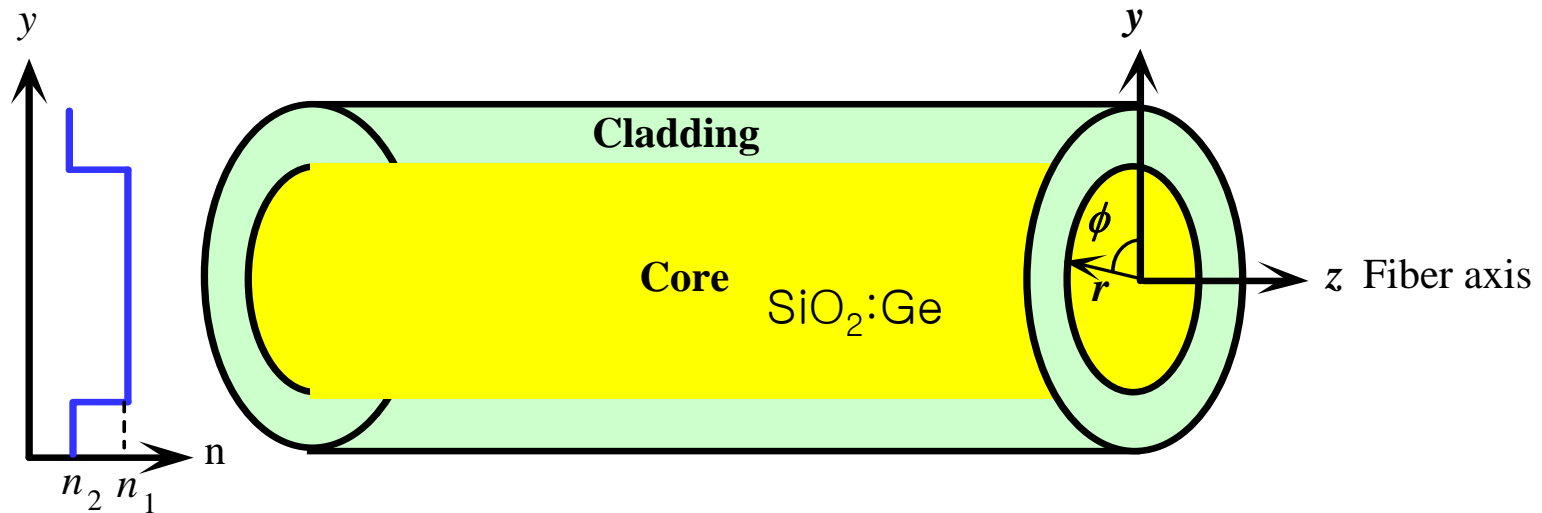 y
y
Cladding
ϕ
Core
r
z Fiber axis
SiO₂:Ge
n
n₂ n₁